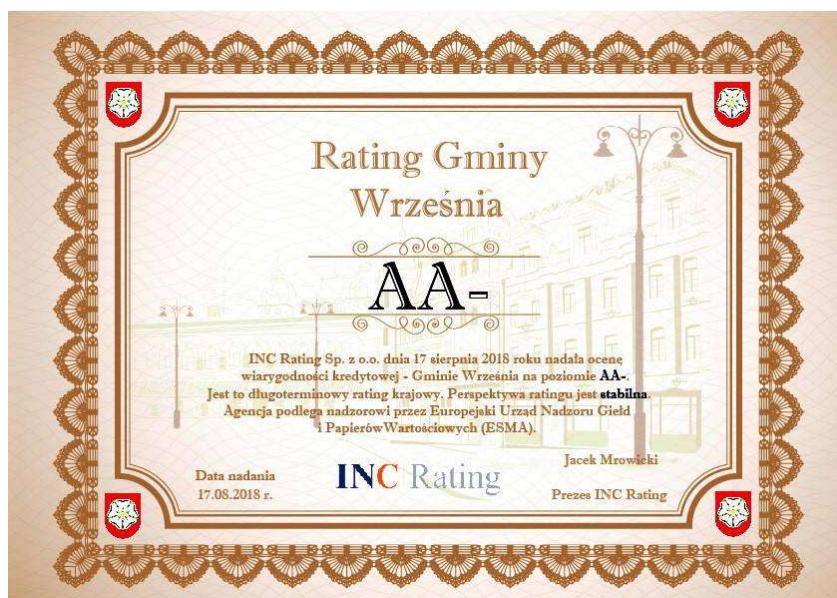 Rating Gminy
Września
AA-
INC Rating Sp. z o.o. dnia 17 sierpnia 2018 roku nadała ocenę
wiarygodności kredytowej - Gminie Września na poziomie AA-.
Jest to długoterminowy rating krajowy. Perspektywa ratingu jest stabilna.
Agencja podlega nadzorowi przez Europejski Urząd Nadzoru Giełd
i PapierówWartościowych (ESMA).
Data nadania
17.08.2018 r.
INC Rating
Jacek Mrowicki
Prezes INC Rating